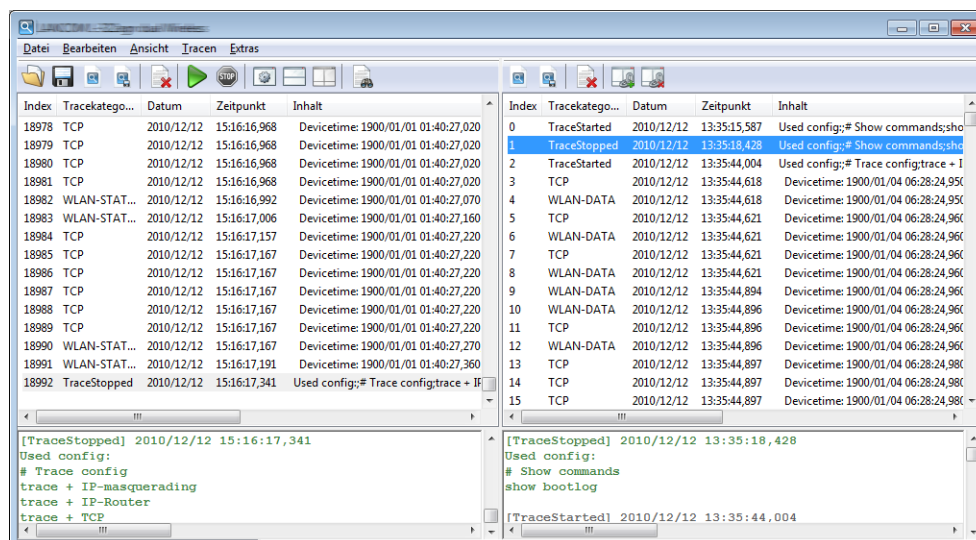 Datei Bearbeiten Ansicht Tracen Extras
STOP
Index Tracekatego... Datum Zeitpunkt Inhalt
18978 TCP 2010/12/12 15:16:16,968 Devicetime: 1900/01/01 01:40:27,020
18979 TCP 2010/12/12 15:16:16,968 Devicetime: 1900/01/01 01:40:27,020
18980 TCP 2010/12/12 15:16:16,968 Devicetime: 1900/01/01 01:40:27,020
18981 TCP 2010/12/12 15:16:16,968 Devicetime: 1900/01/01 01:40:27,020
18982 WLAN-STAT... 2010/12/12 15:16:16,992 Devicetime: 1900/01/01 01:40:27,070
18983 WLAN-STAT... 2010/12/12 15:16:17,006 Devicetime: 1900/01/01 01:40:27,160
18984 TCP 2010/12/12 15:16:17,157 Devicetime: 1900/01/01 01:40:27,220
18985 TCP 2010/12/12 15:16:17,167 Devicetime: 1900/01/01 01:40:27,220
18986 TCP 2010/12/12 15:16:17,167 Devicetime: 1900/01/01 01:40:27,220
18987 TCP 2010/12/12 15:16:17,167 Devicetime: 1900/01/01 01:40:27,220
18988 TCP 2010/12/12 15:16:17,167 Devicetime: 1900/01/01 01:40:27,220
18989 TCP 2010/12/12 15:16:17,167 Devicetime: 1900/01/01 01:40:27,220
18990 WLAN-STAT... 2010/12/12 15:16:17,167 Devicetime: 1900/01/01 01:40:27,270
18991 WLAN-STAT... 2010/12/12 15:16:17,191 Devicetime: 1900/01/01 01:40:27,360
18992 TraceStopped 2010/12/12 15:16:17,341 Used config:;# Trace config;trace + IP
[TraceStopped] 2010/12/12 15:16:17,341
Used config:
# Trace config
trace + IP-masquerading
trace + IP-Router
trace + TCP
Index Tracekatego... Datum Zeitpunkt Inhalt
0 TraceStarted 2010/12/12 13:35:15,587 Used config:;# Show commands;sho
1 TraceStopped 2010/12/12 13:35:18,428 Used config:;# Show commands;sho
2 TraceStarted 2010/12/12 13:35:44,004 Used config:;# Trace config;trace + I
3 TCP 2010/12/12 13:35:44,618 Devicetime: 1900/01/04 06:28:24,950
4 WLAN-DATA 2010/12/12 13:35:44,618 Devicetime: 1900/01/04 06:28:24,950
5 TCP 2010/12/12 13:35:44,621 Devicetime: 1900/01/04 06:28:24,960
6 WLAN-DATA 2010/12/12 13:35:44,621 Devicetime: 1900/01/04 06:28:24,960
7 TCP 2010/12/12 13:35:44,621 Devicetime: 1900/01/04 06:28:24,960
8 WLAN-DATA 2010/12/12 13:35:44,621 Devicetime: 1900/01/04 06:28:24,960
9 WLAN-DATA 2010/12/12 13:35:44,894 Devicetime: 1900/01/04 06:28:24,960
10 WLAN-DATA 2010/12/12 13:35:44,896 Devicetime: 1900/01/04 06:28:24,960
11 TCP 2010/12/12 13:35:44,896 Devicetime: 1900/01/04 06:28:24,960
12 WLAN-DATA 2010/12/12 13:35:44,896 Devicetime: 1900/01/04 06:28:24,960
13 TCP 2010/12/12 13:35:44,897 Devicetime: 1900/01/04 06:28:24,980
14 TCP 2010/12/12 13:35:44,897 Devicetime: 1900/01/04 06:28:24,980
15 TCP 2010/12/12 13:35:44,897 Devicetime: 1900/01/04 06:28:24,980
[TraceStopped] 2010/12/12 13:35:18,428
Used config:
# Show commands
show bootlog
[TraceStarted] 2010/12/12 13:35:44,004